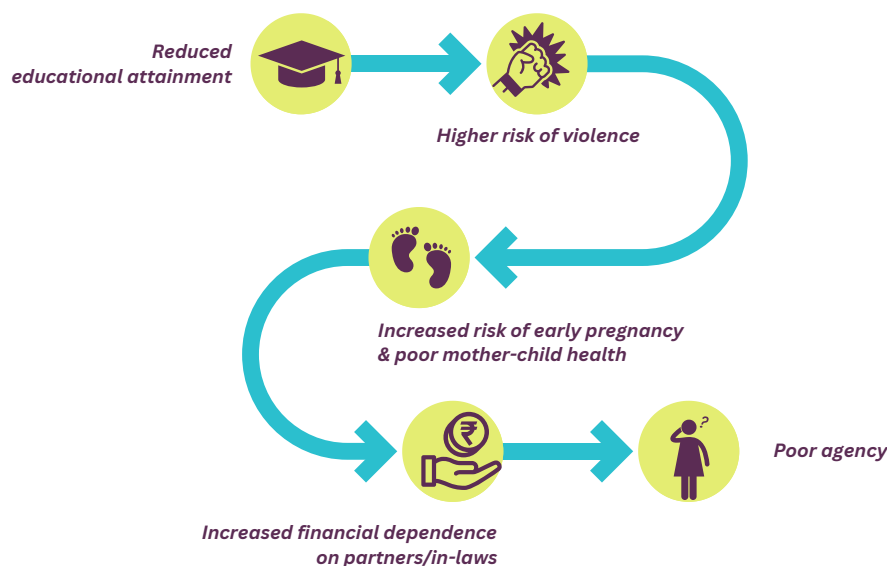 Reduced
educational attainment
Higher risk of violence
Increased risk of early pregnancy
& poor mother-child health
₹
?
Poor agency
Increased financial dependence
on partners/in-laws